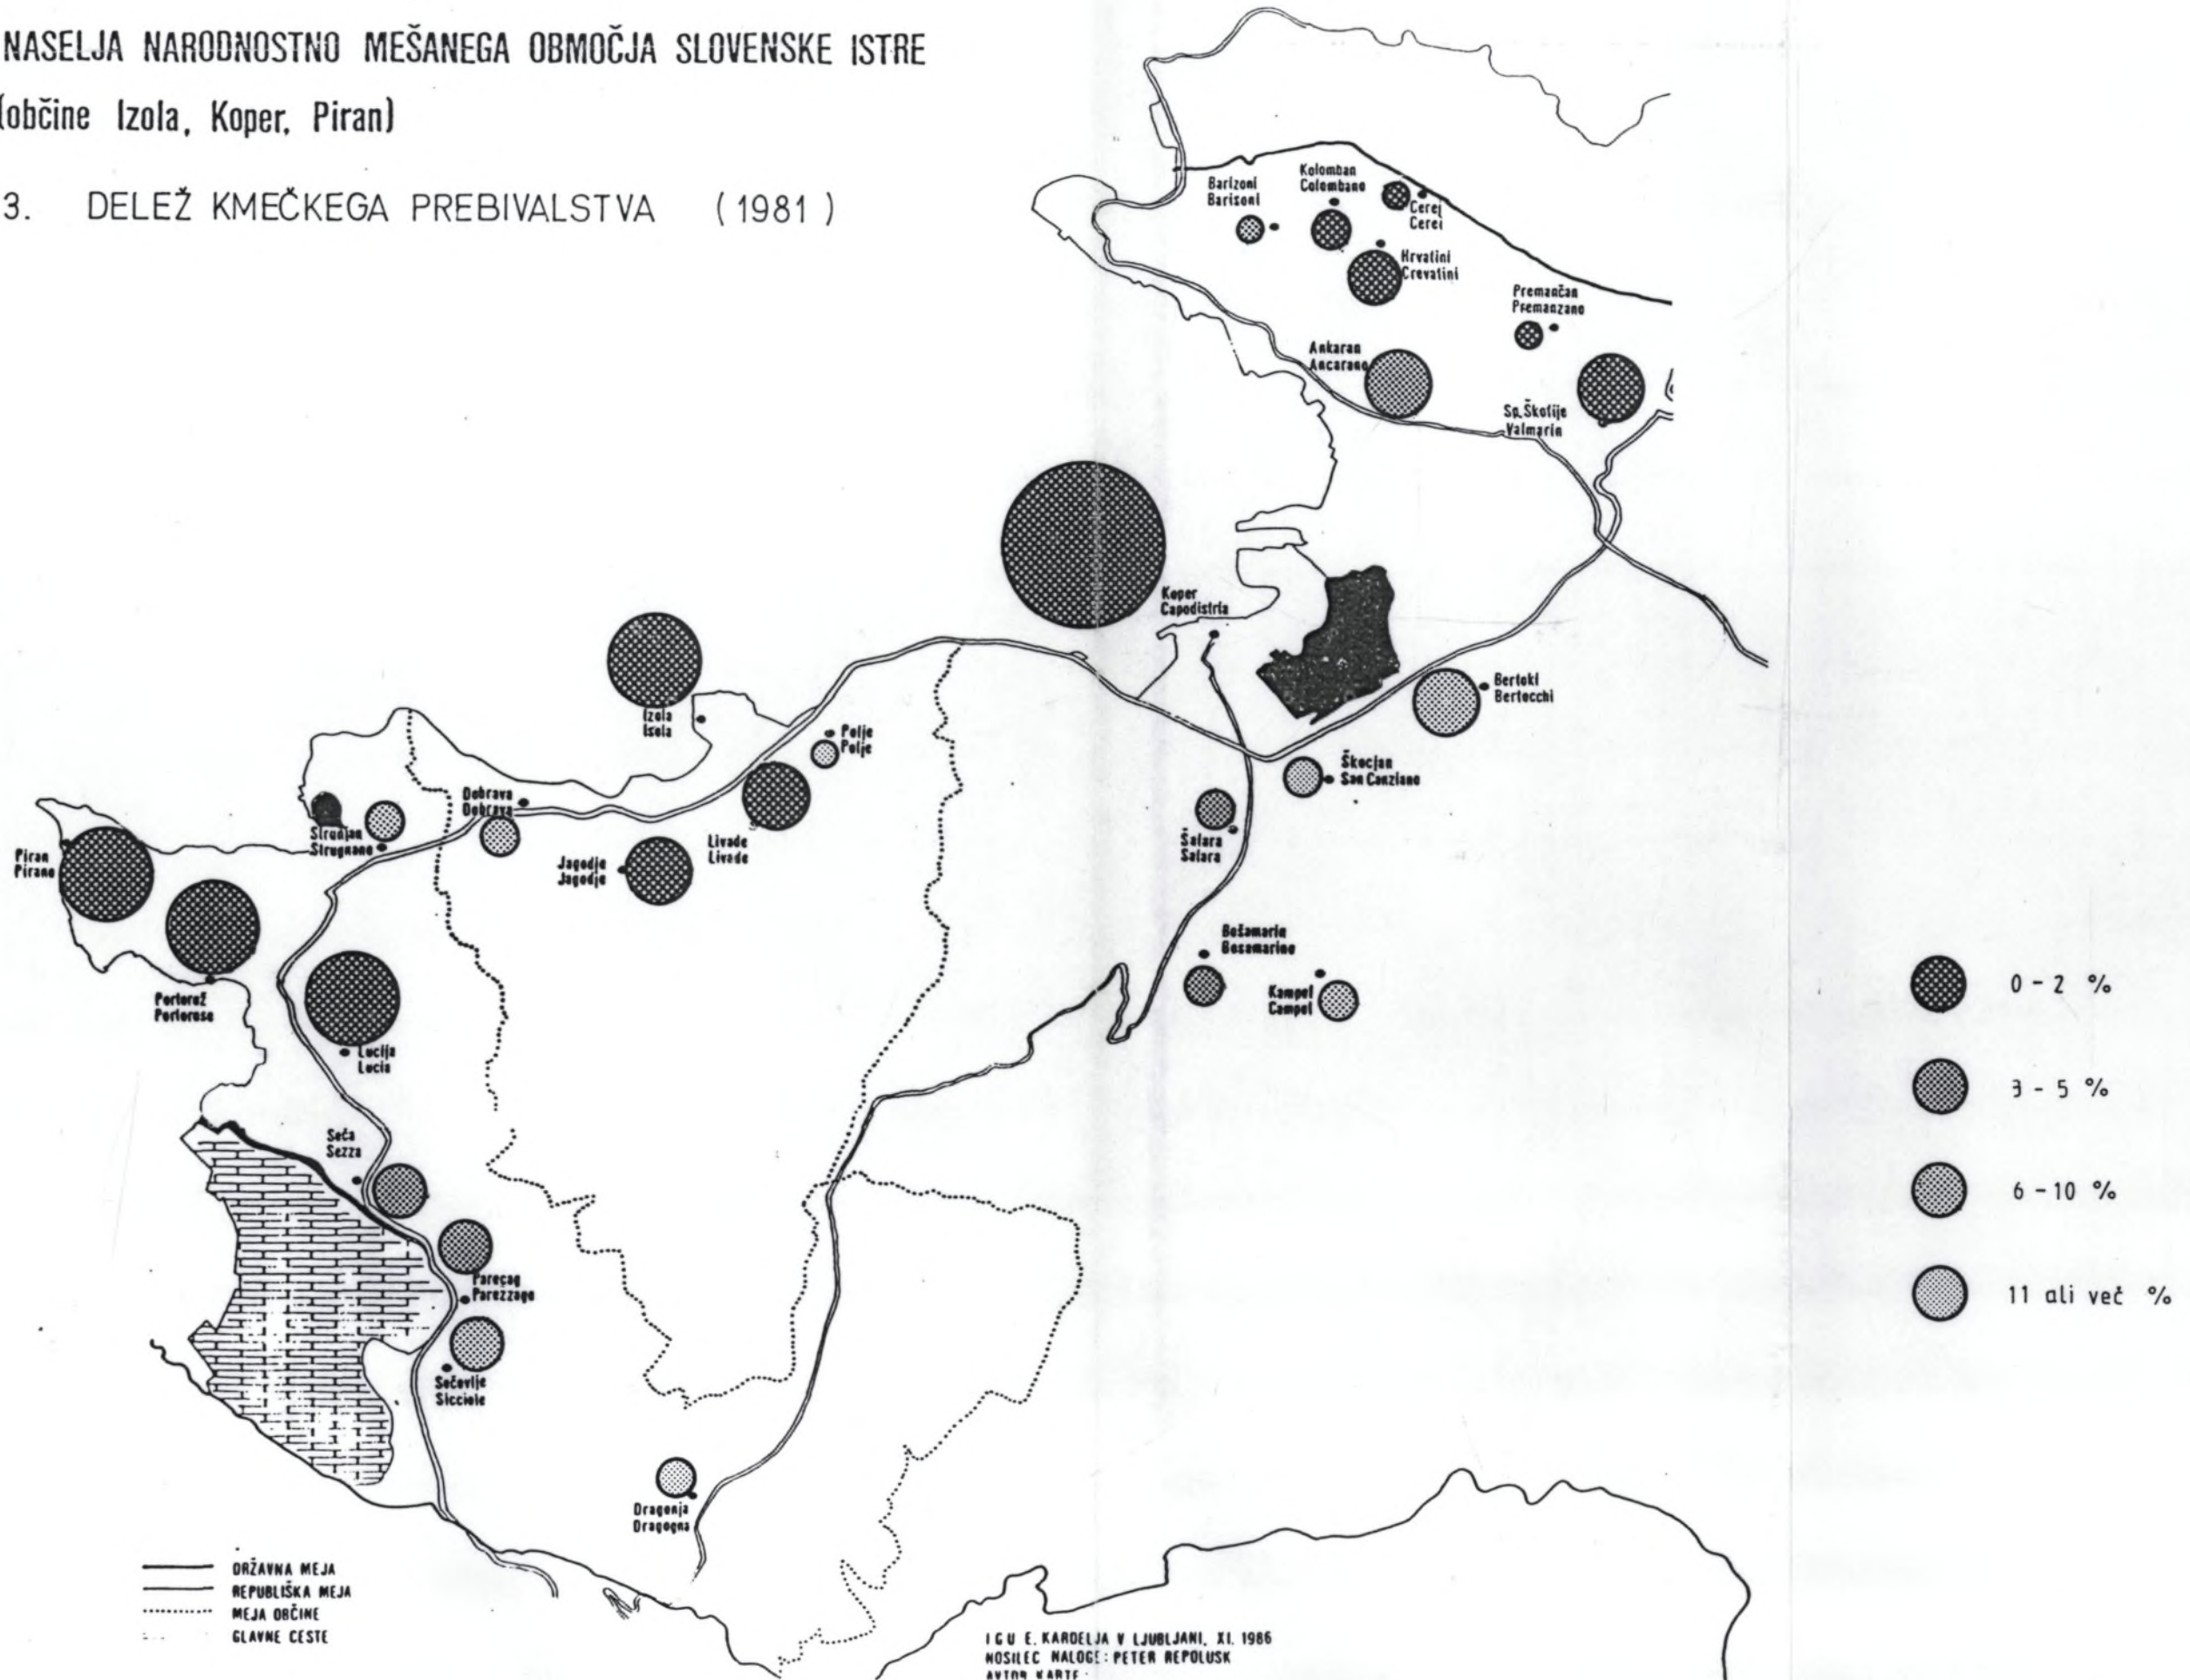 NASELJA NARODNOSTNO MEŠANEGA OBMOČJA SLOVENSKE ISTRE
(občine Izola, Koper, Piran)
3. DELEŽ KMEČKEGA PREBIVALSTVA (1981)
Barizoni
Barisoni
Kolomban
Colombano
Cerej
Cerei
Hrvatini
Crevatini
Premančan
Premanzano
Ankaran
Ancarano
Sp. Škofije
Valmarin
Koper
Capodistria
Bertoki
Bertocchi
Izola
Isola
Polje
Polje
Škocjan
San Canziano
Dobrava
Dobrava
Strunjan
Strugnano
Livade
Livade
Šalara
Salara
Piran
Pirano
Jagodje
Jagodje
Bošamarin
Bosamarino
Kampel
Campel
Portorož
Portorose
Lucija
Lucia
0 - 2 %
3 - 5 %
6 - 10 %
11 ali več %
Seča
Sezza
Parecag
Parezzago
Sečovlje
Sicciole
Dragonja
Dragogna
DRŽAVNA MEJA
REPUBLIŠKA MEJA
MEJA OBČINE
GLAVNE CESTE
IGU E. KARDELJA V LJUBLJANI, XI. 1986
NOSILEC NALOGE: PETER REPOLUSK
AVTOR KARTE: